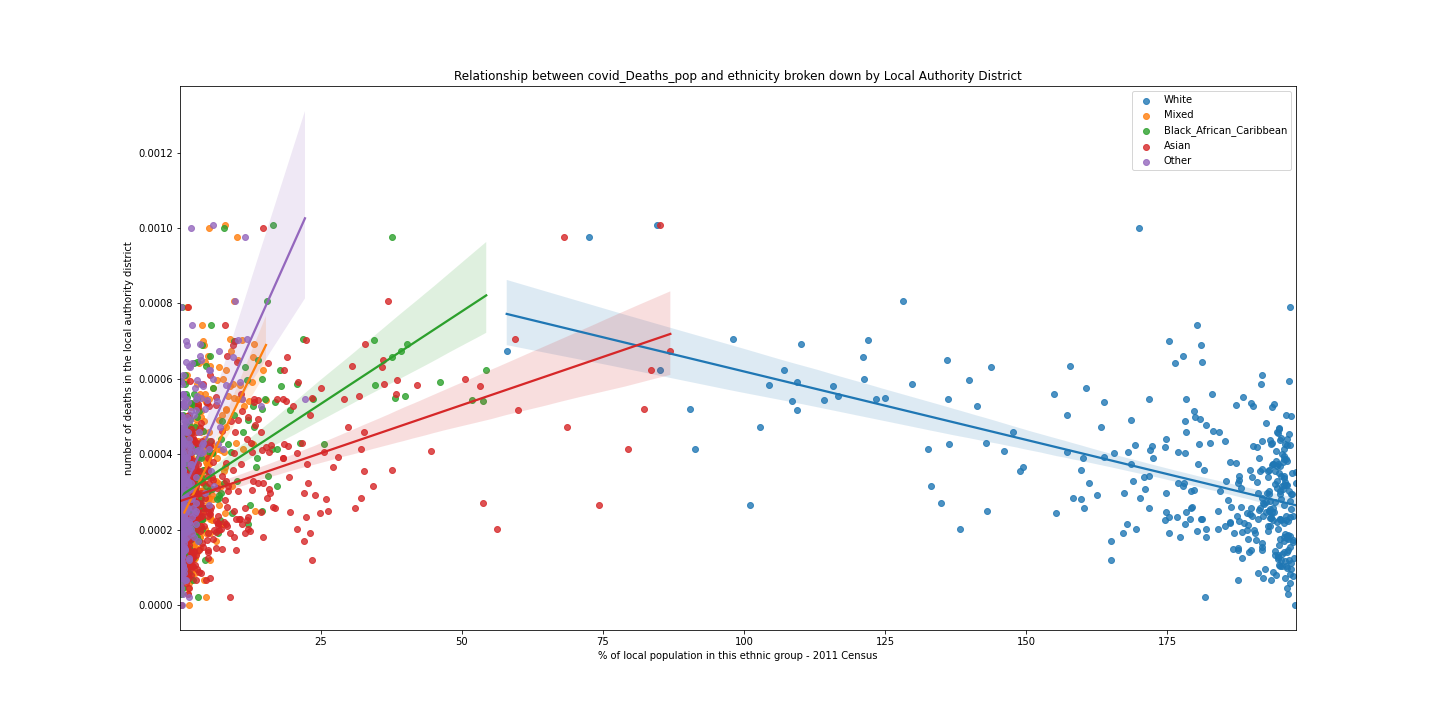 Relationship between covid_Deaths_pop and ethnicity broken down by Local Authority District
White
Mixed
Black_African_Caribbean
Asian
Other
number of deaths in the local authority district
0.0012
0.0010
0.0008
0.0006
0.0004
0.0002
0.0000
25 50 75 100 125 150 175
% of local population in this ethnic group - 2011 Census